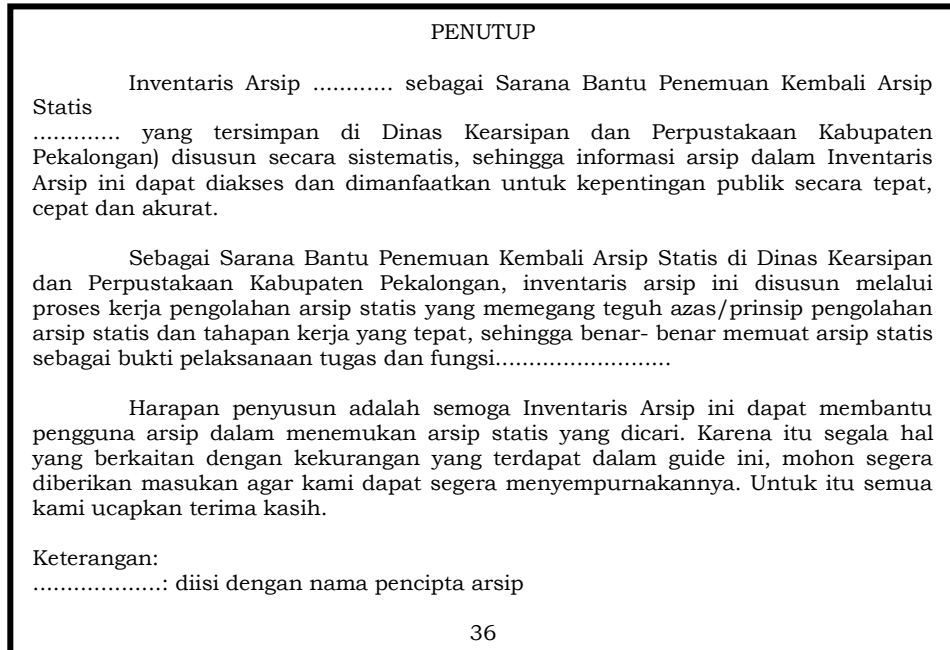 PENUTUP
Inventaris Arsip ............ sebagai Sarana Bantu Penemuan Kembali Arsip
Statis
............. yang tersimpan di Dinas Kearsipan dan Perpustakaan Kabupaten
Pekalongan) disusun secara sistematis, sehingga informasi arsip dalam Inventaris
Arsip ini dapat diakses dan dimanfaatkan untuk kepentingan publik secara tepat,
cepat dan akurat.
Sebagai Sarana Bantu Penemuan Kembali Arsip Statis di Dinas Kearsipan
dan Perpustakaan Kabupaten Pekalongan, inventaris arsip ini disusun melalui
proses kerja pengolahan arsip statis yang memegang teguh azas/prinsip pengolahan
arsip statis dan tahapan kerja yang tepat, sehingga benar- benar memuat arsip statis
sebagai bukti pelaksanaan tugas dan fungsi..........................
Harapan penyusun adalah semoga Inventaris Arsip ini dapat membantu
pengguna arsip dalam menemukan arsip statis yang dicari. Karena itu segala hal
yang berkaitan dengan kekurangan yang terdapat dalam guide ini, mohon segera
diberikan masukan agar kami dapat segera menyempurnakannya. Untuk itu semua
kami ucapkan terima kasih.
Keterangan:
...................: diisi dengan nama pencipta arsip
36